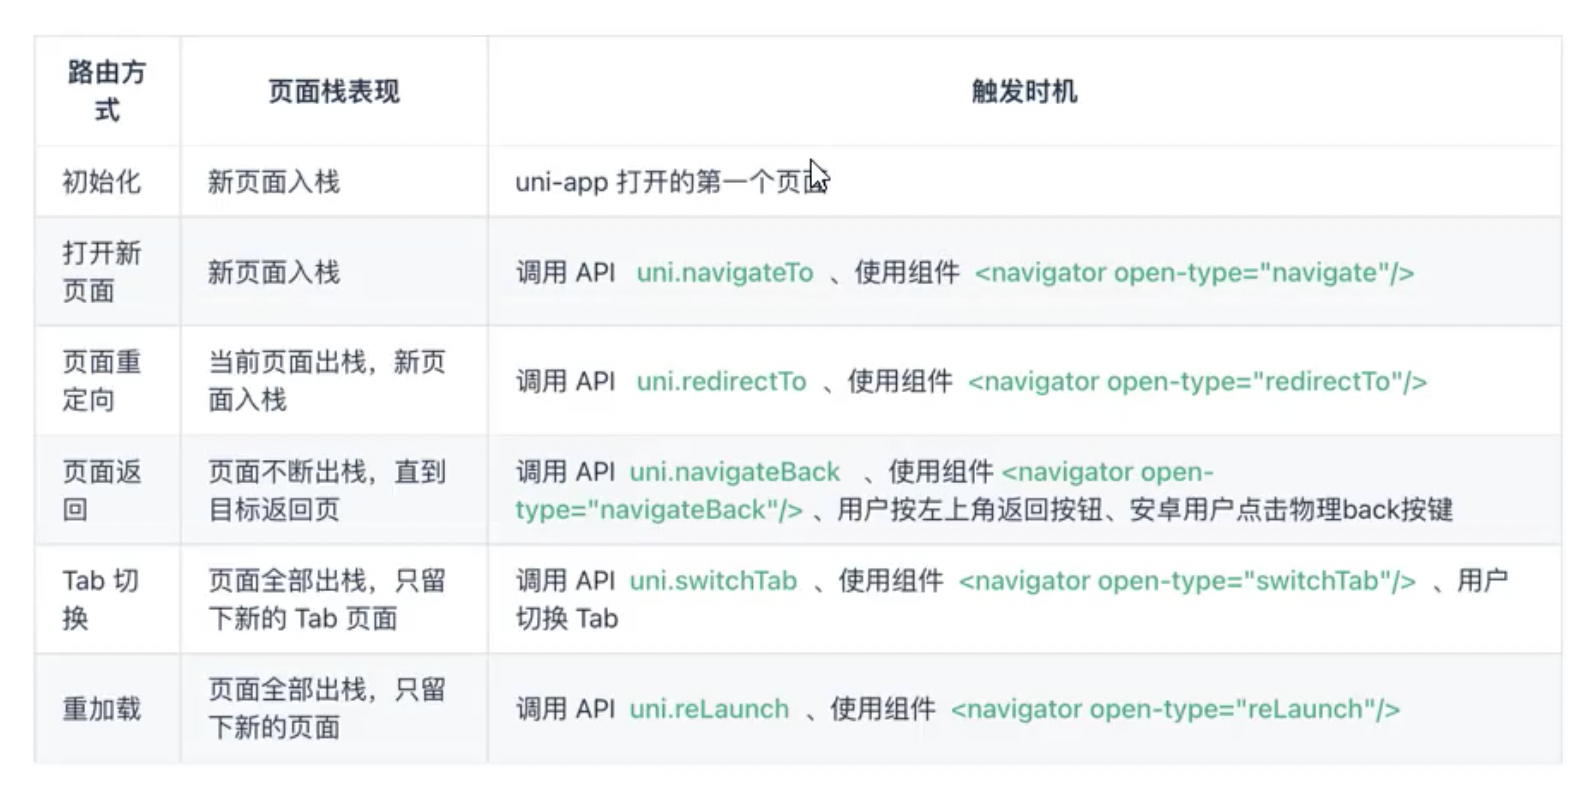 路由方
式
页面栈表现
触发时机
初始化
新页面入栈
uni-app 打开的第一个页面
打开新
页面
新页面入栈
调用 API uni.navigateTo 、使用组件 <navigator open-type="navigate"/>
页面重
定向
当前页面出栈，新页
面入栈
调用 API uni.redirectTo 、使用组件 <navigator open-type="redirectTo"/>
页面返
回
页面不断出栈，直到
目标返回页
调用 API uni.navigateBack 、使用组件 <navigator open-
type="navigateBack"/> 、用户按左上角返回按钮、安卓用户点击物理back按键
Tab 切
换
页面全部出栈，只留
下新的 Tab 页面
调用 API uni.switchTab 、使用组件 <navigator open-type="switchTab"/> 、用户
切换 Tab
重加载
页面全部出栈，只留
下新的页面
调用 API uni.reLaunch 、使用组件 <navigator open-type="reLaunch"/>